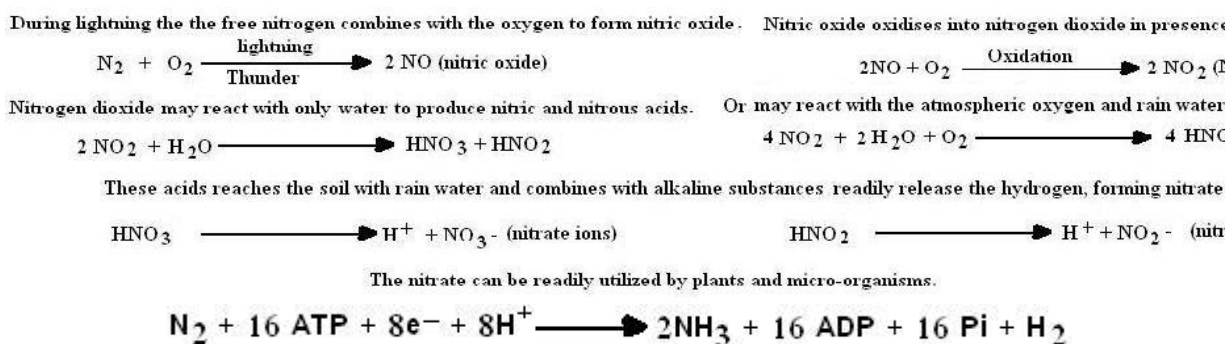 During lightning the the free nitrogen combines with the oxygen to form nitric oxide. Nitric oxide oxidises into nitrogen dioxide in presence
N2 + O2 lightning Thunder → 2 NO (nitric oxide) 2NO + O2 Oxidation → 2 NO2 (N
Nitrogen dioxide may react with only water to produce nitric and nitrous acids. Or may react with the atmospheric oxygen and rain water
2 NO2 + H2O → HNO3 + HNO2 4 NO2 + 2 H2O + O2 → 4 HNO
These acids reaches the soil with rain water and combines with alkaline substances readily release the hydrogen, forming nitrate
HNO3 → H+ + NO3- (nitrate ions) HNO2 → H+ + NO2- (nitr
The nitrate can be readily utilized by plants and micro-organisms.
N2 + 16 ATP + 8e− + 8H+ → 2NH3 + 16 ADP + 16 Pi + H2